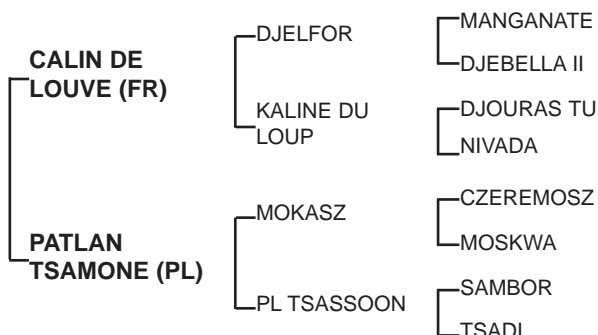 MANGANATE
DJELFOR
CALIN DE
LOUVE (FR)
DJEBELLA II
KALINE DU
LOUP
DJOURAS TU
NIVADA
CZEREMOSZ
MOKASZ
MOSKWA
PATLAN
TSAMONE (PL)
SAMBOR
PL TSASSOON
TSADI